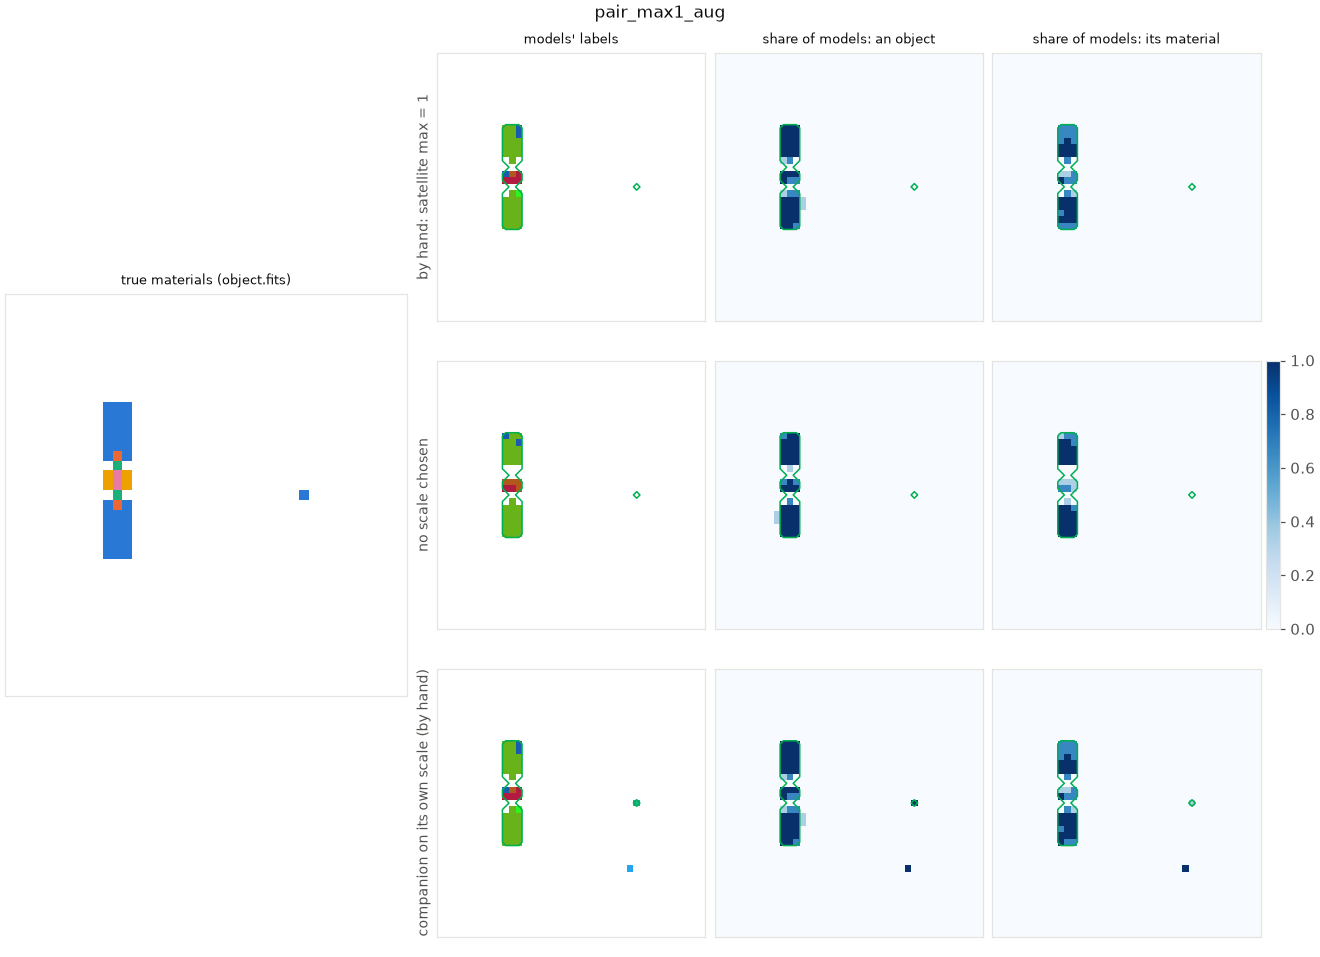 pair_max1_aug
models' labels
share of models: an object
share of models: its material
by hand: satellite max = 1
true materials (object.fits)
no scale chosen
1.0
0.8
0.6
0.4
0.2
0.0
companion on its own scale (by hand)